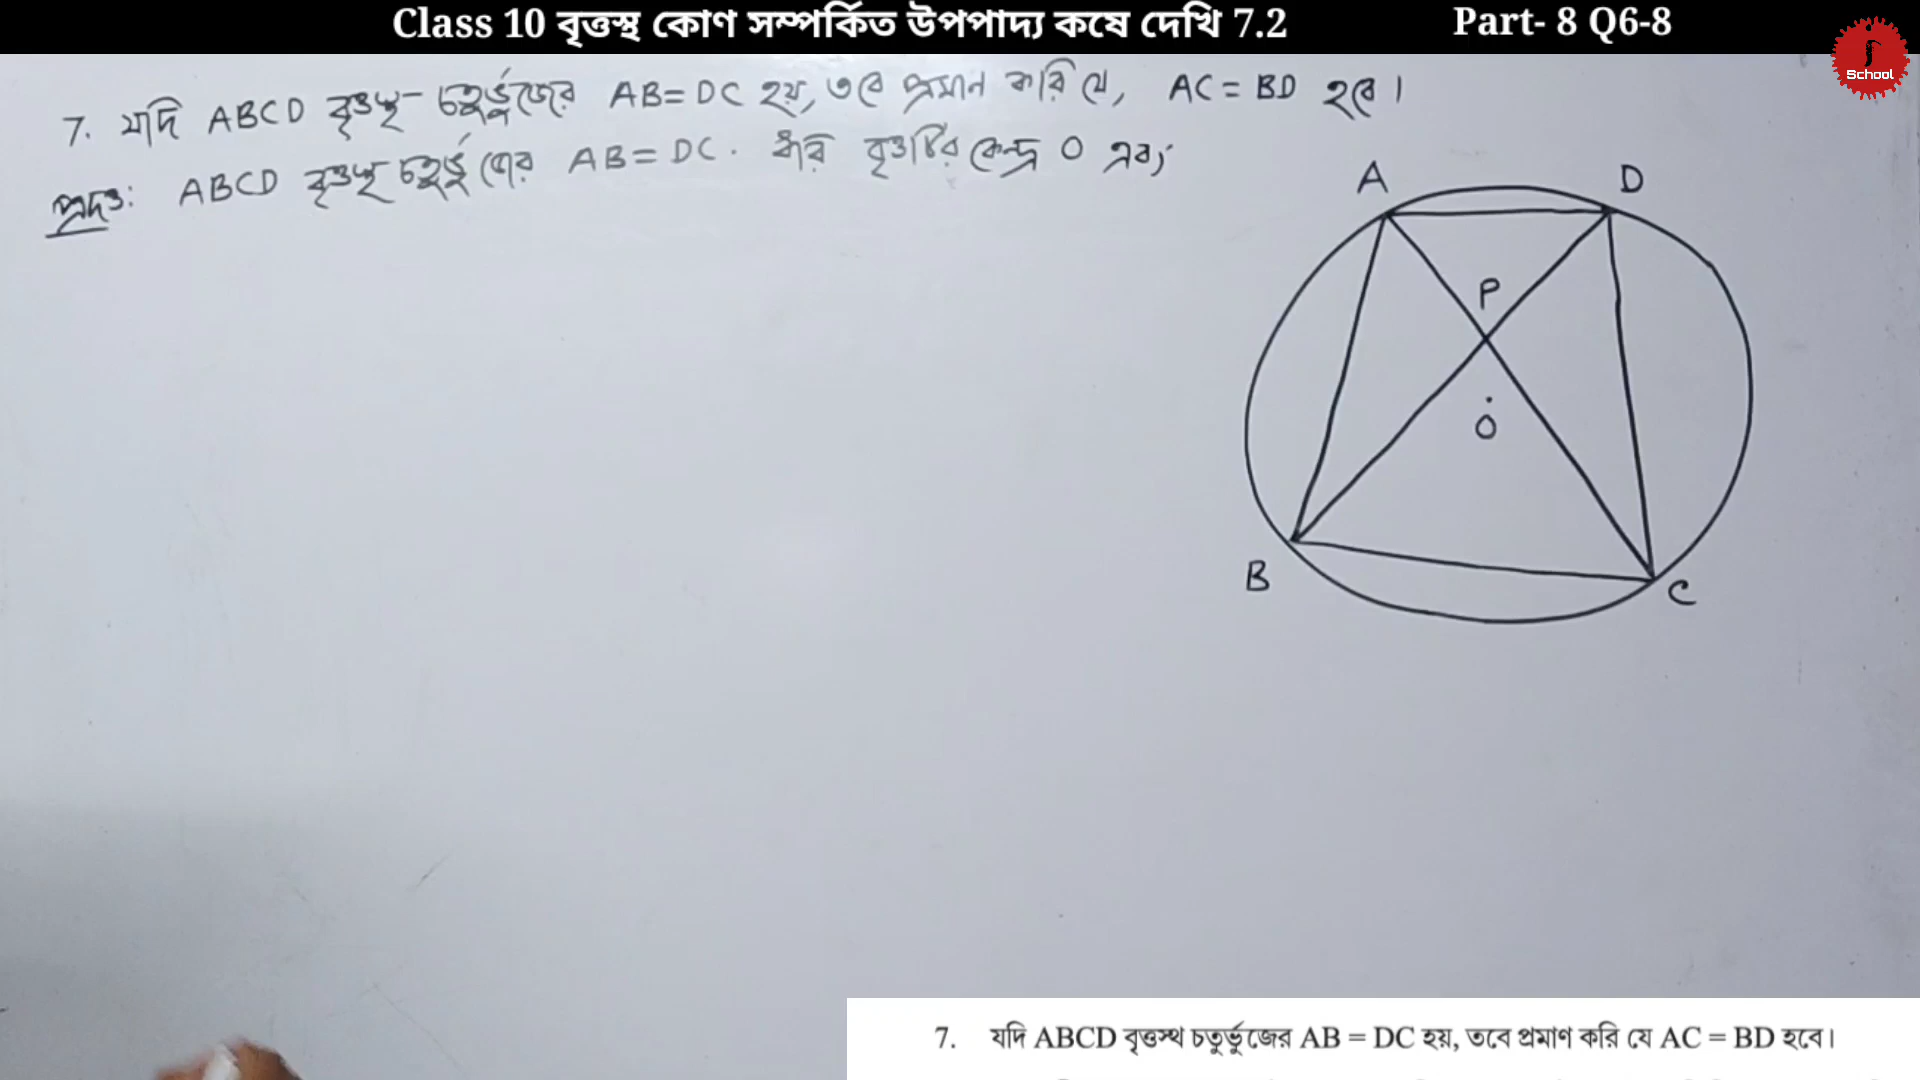 Class 10 বৃত্তস্থ কোণ সম্পর্কিত উপপাদ্য কষে দেখি 7.2 Part- 8 Q6-8
School
7. যদি ABCD বৃত্তস্থ চতুর্ভুজের AB = DC হয়, তবে প্রমান করি যে, AC = BD হবে।
প্রদত্ত: ABCD বৃত্তস্থ চতুর্ভুজের AB = DC. ধরি বৃত্তটির কেন্দ্র O এবং
A D
P
O
B C
7. যদি ABCD বৃত্তস্থ চতুর্ভুজের AB = DC হয়, তবে প্রমাণ করি যে AC = BD হবে।